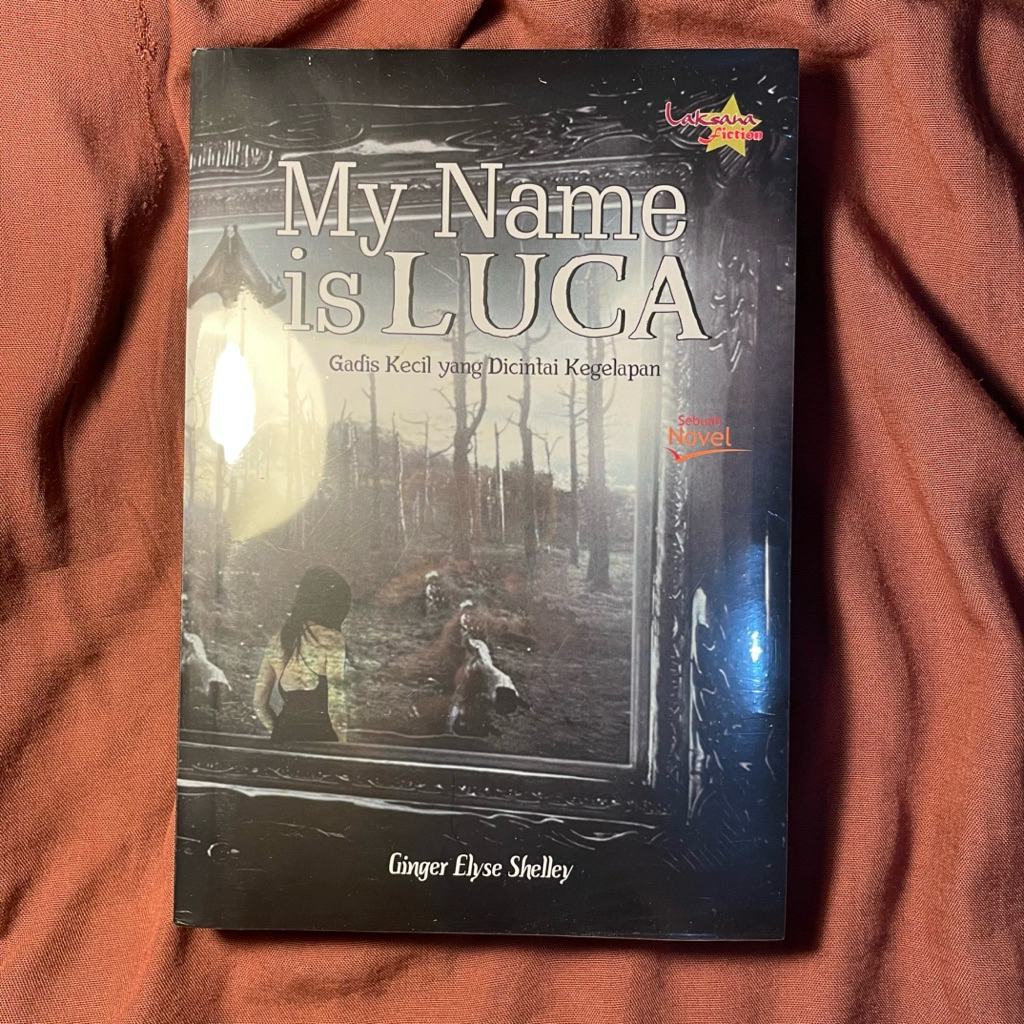 Laksana
Fiction
My Name
is LUCA
Gadis Kecil yang Dicintai Kegelapan
Sebuah
Novel
Ginger Elyse Shelley